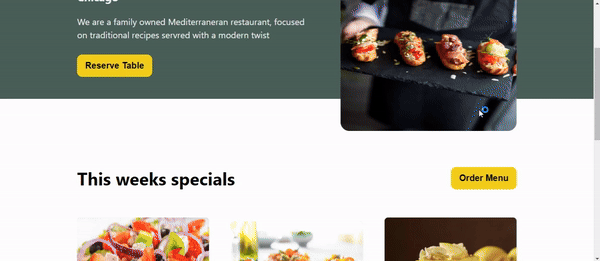 Chicago
We are a family owned Mediterraneran restaurant, focused
on traditional recipes servred with a modern twist
Reserve Table
This weeks specials
Order Menu